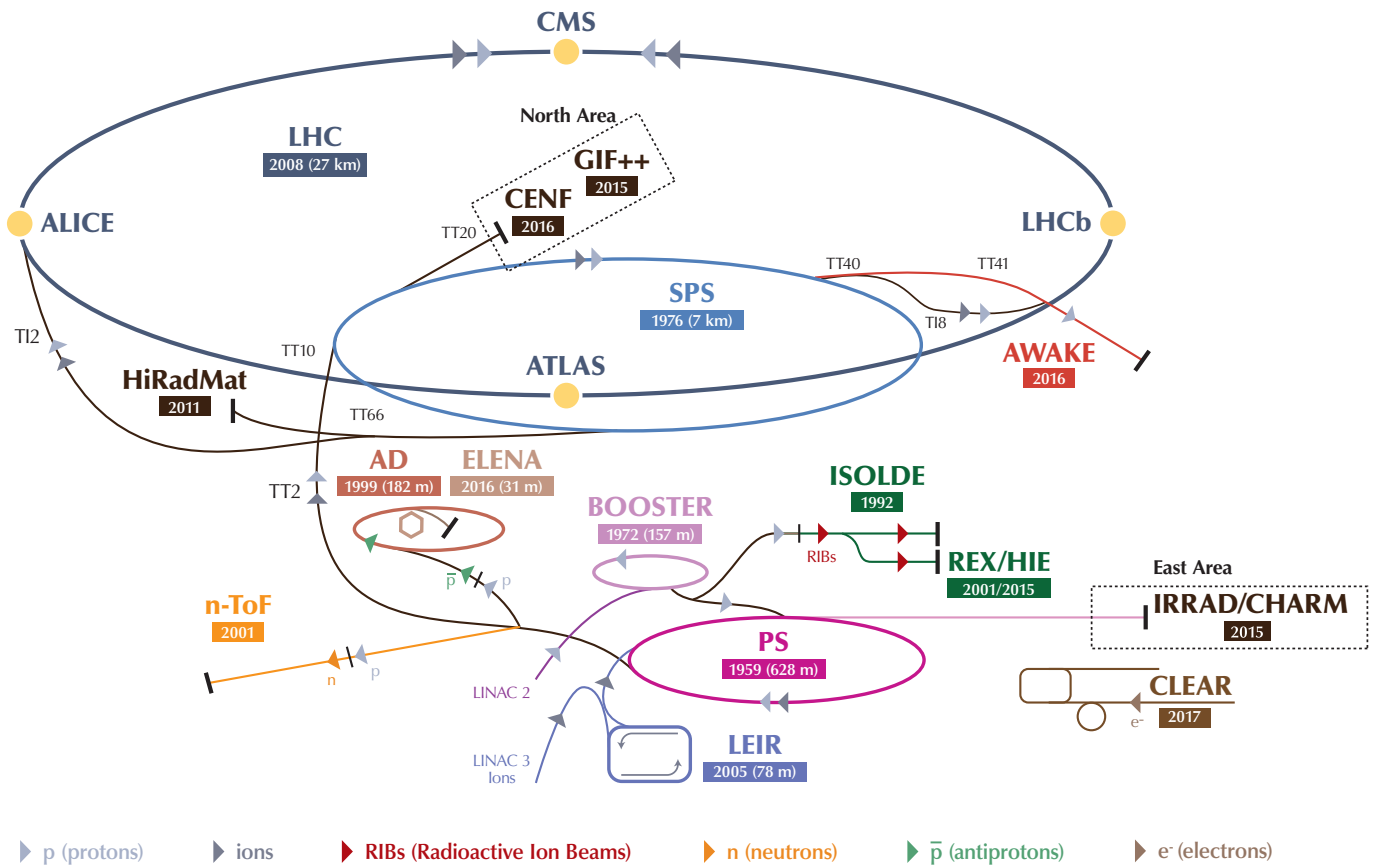 CMS
North Area
LHC
2008 (27 km)
GIF++
2015
CENF
2016
ALICE
LHCb
TT20
TT40
TT41
SPS
1976 (7 km)
TI2
TI8
TT10
ATLAS
AWAKE
2016
HiRadMat
2011
TT66
AD
1999 (182 m)
ELENA
2016 (31 m)
ISOLDE
1992
TT2
BOOSTER
1972 (157 m)
RIBs
REX/HIE
2001/2015
East Area
p̅
p
n-ToF
2001
IRRAD/CHARM
2015
PS
1959 (628 m)
n
p
LINAC 2
CLEAR
2017
e-
LEIR
2005 (78 m)
LINAC 3
Ions
p (protons)
ions
RIBs (Radioactive Ion Beams)
n (neutrons)
p̅ (antiprotons)
e- (electrons)